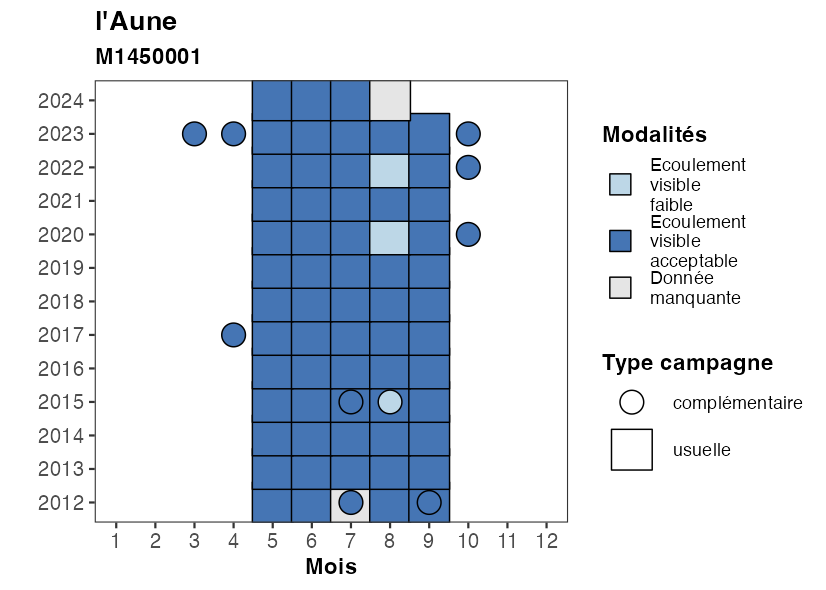 l'Aune
M1450001
2024
2023
2022
2021
2020
2019
2018
2017
2016
2015
2014
2013
2012
1 2 3 4 5 6 7 8 9 10 11 12
Mois
Modalités
Ecoulement
visible
faible
Ecoulement
visible
acceptable
Donnée
manquante
Type campagne
complémentaire
usuelle